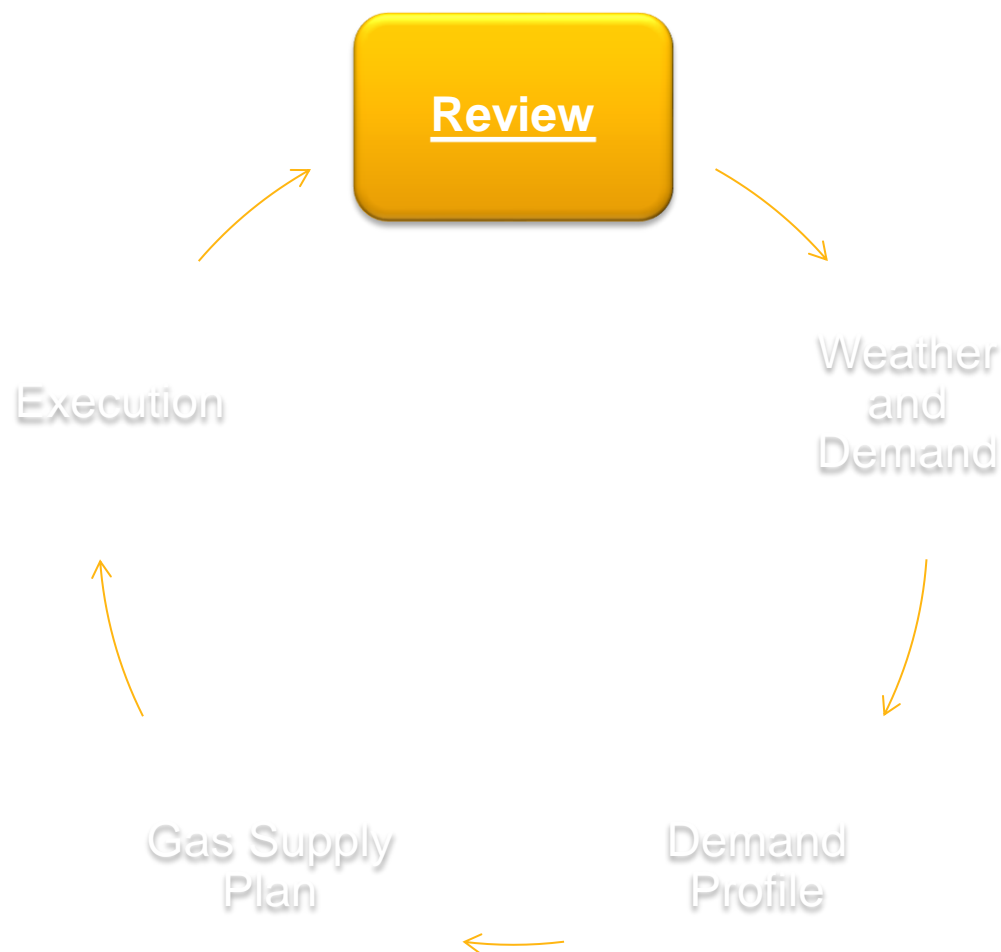 Review
Weather
and
Demand
Execution
Demand
Profile
Gas Supply
Plan